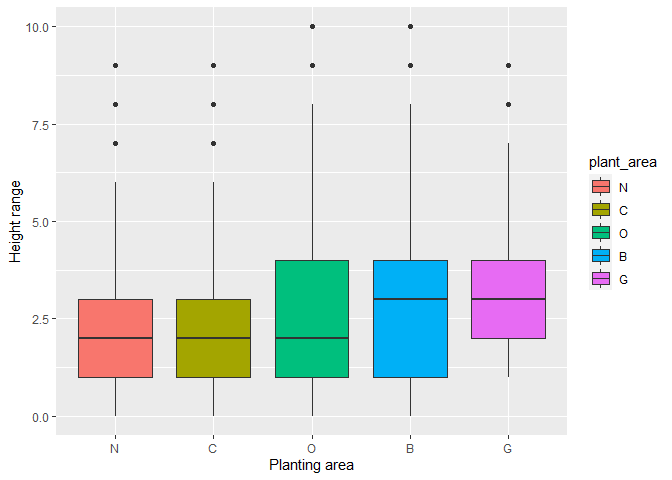 10.0
7.5
5.0
2.5
0.0
Height range
N C O B G
Planting area
plant_area
N
C
O
B
G